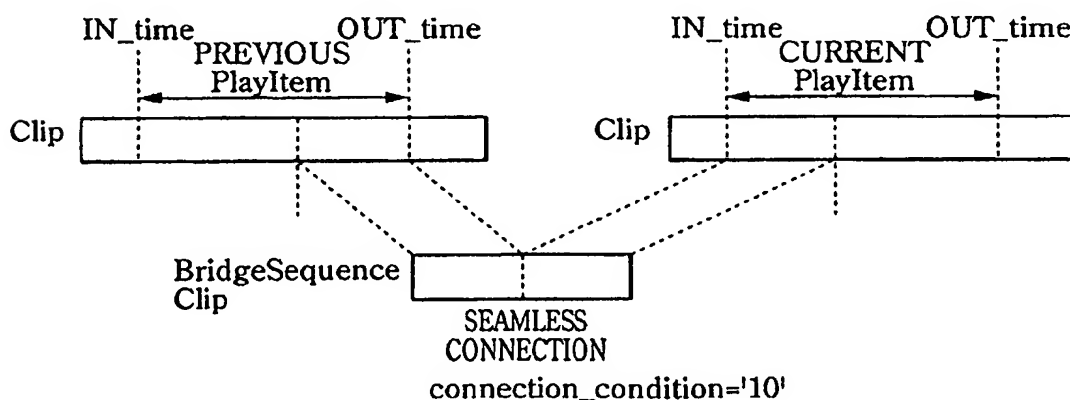 IN_time OUT_time IN_time OUT_time
PREVIOUS CURRENT
PlayItem PlayItem
Clip Clip
BridgeSequence
Clip
SEAMLESS
CONNECTION
connection_condition='10'